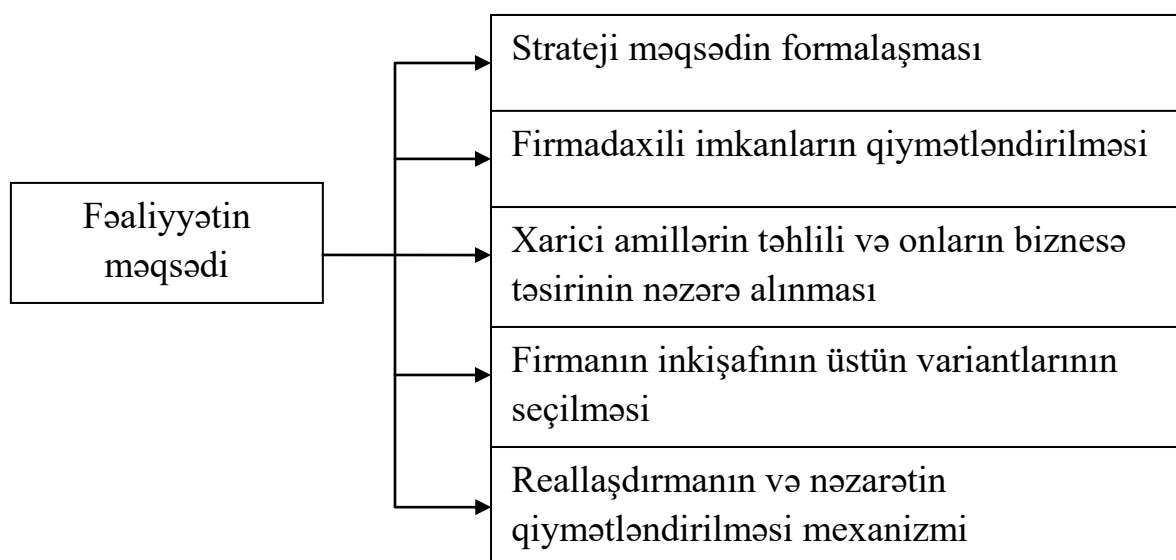 Strateji məqsədin formalaşması
Firmadaxili imkanların qiymətləndirilməsi
Fəaliyyətin
məqsədi
Xarici amillərin təhlili və onların biznesə
təsirinin nəzərə alınması
Firmanın inkişafının üstün variantlarının
seçilməsi
Reallaşdırmanın və nəzarətin
qiymətləndirilməsi mexanizmi